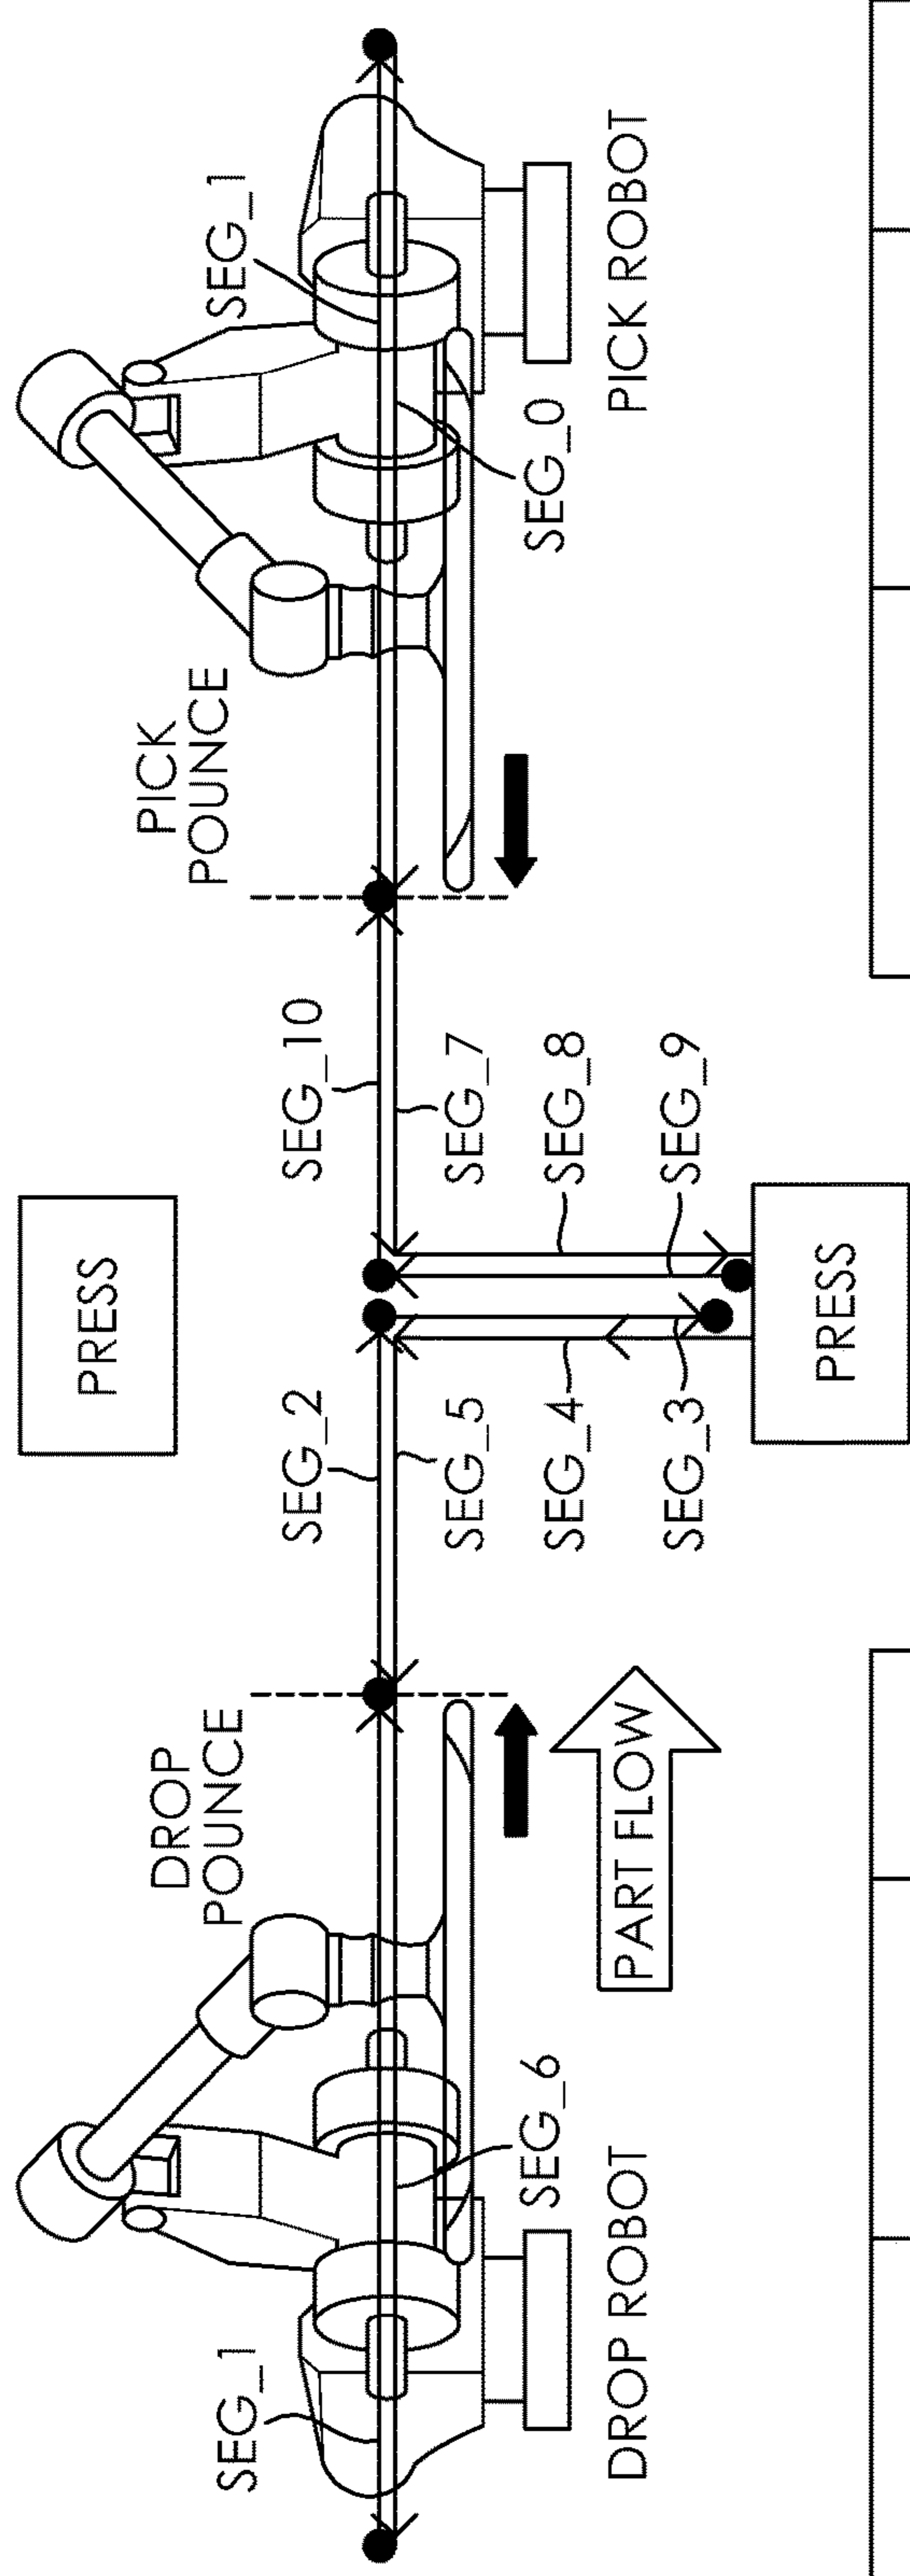 PRESS
DROP
POUNCE
PICK
POUNCE
SEG_1
SEG_2
SEG_10
SEG_1
SEG_5
SEG_7
SEG_6
SEG_4
SEG_8
SEG_0
DROP ROBOT
PART FLOW
SEG_3
SEG_9
PICK ROBOT
PRESS